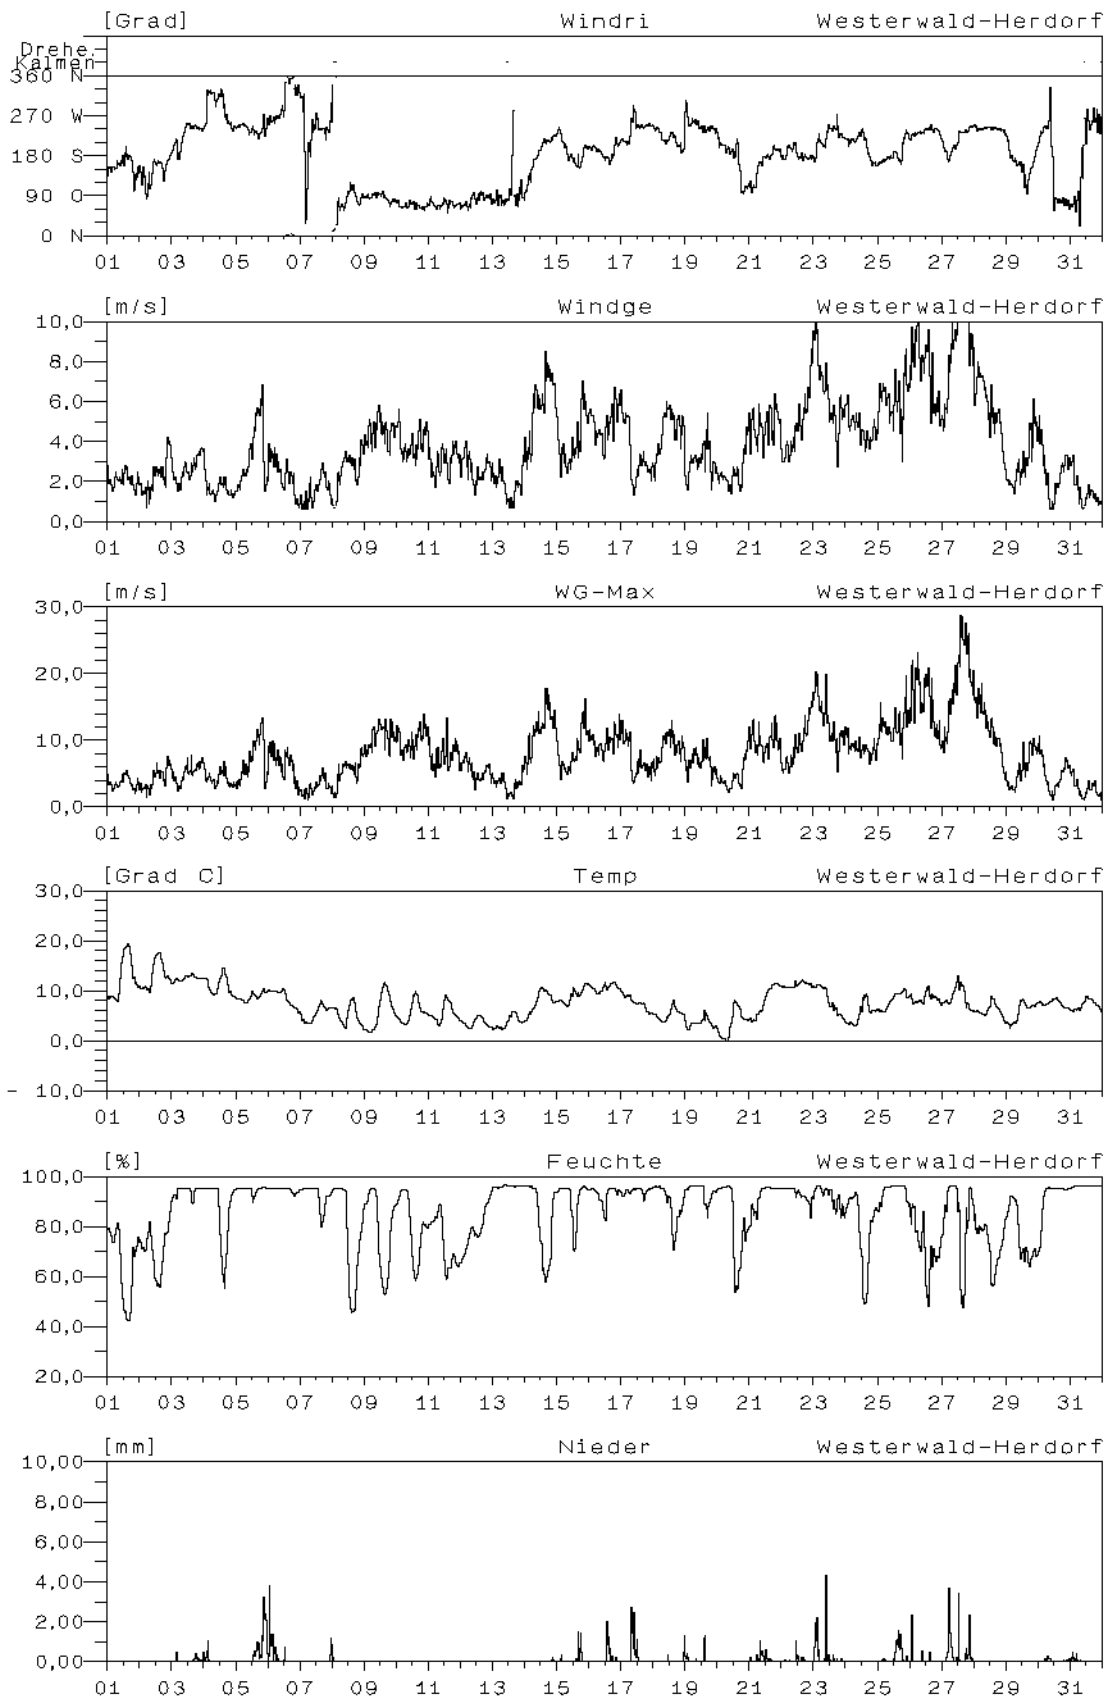 [Grad] Windri Westerwald-Herdorf
Drehe.
Kalmen
360 N
270 W
180 S
90 O
0 N
01 03 05 07 09 11 13 15 17 19 21 23 25 27 29 31
[m/s] Windge Westerwald-Herdorf
10,0
8,0
6,0
4,0
2,0
0,0
01 03 05 07 09 11 13 15 17 19 21 23 25 27 29 31
[m/s] WG-Max Westerwald-Herdorf
30,0
20,0
10,0
0,0
01 03 05 07 09 11 13 15 17 19 21 23 25 27 29 31
[Grad C] Temp Westerwald-Herdorf
30,0
20,0
10,0
0,0
- 10,0
01 03 05 07 09 11 13 15 17 19 21 23 25 27 29 31
[%] Feuchte Westerwald-Herdorf
100,0
80,0
60,0
40,0
20,0
01 03 05 07 09 11 13 15 17 19 21 23 25 27 29 31
[mm] Nieder Westerwald-Herdorf
10,00
8,00
6,00
4,00
2,00
0,00
01 03 05 07 09 11 13 15 17 19 21 23 25 27 29 31